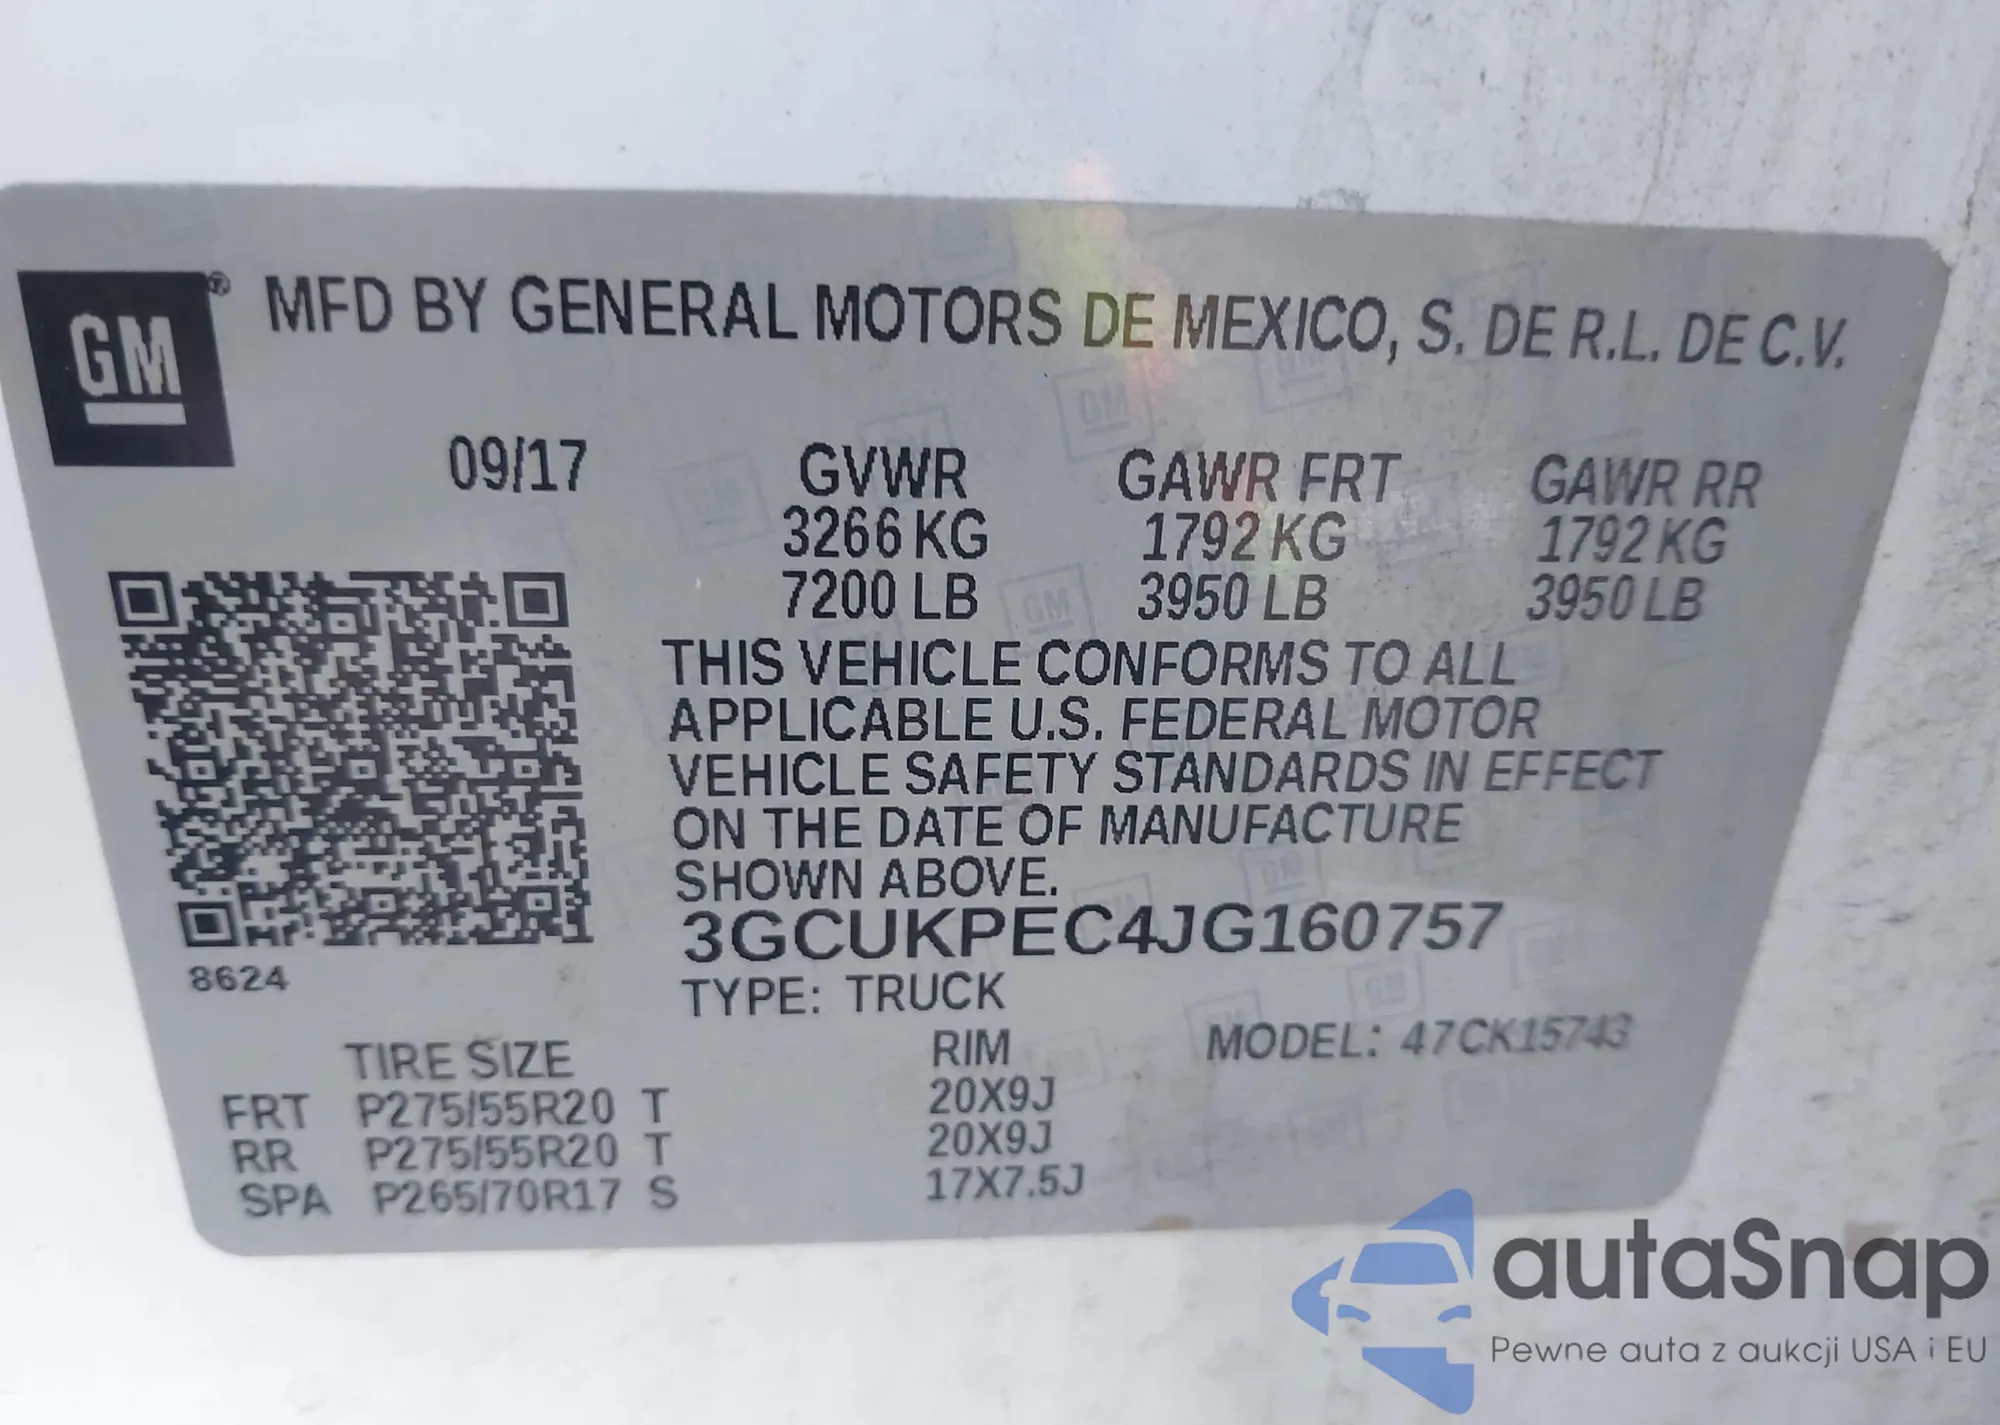 GM® MFD BY GENERAL MOTORS DE MEXICO, S. DE R.L. DE C.V.
09/17 GVWR GAWR FRT GAWR RR
3266 KG 1792 KG 1792 KG
7200 LB 3950 LB 3950 LB
THIS VEHICLE CONFORMS TO ALL
APPLICABLE U.S. FEDERAL MOTOR
VEHICLE SAFETY STANDARDS IN EFFECT
ON THE DATE OF MANUFACTURE
SHOWN ABOVE.
3GCUKPEC4JG160757
8624
TYPE: TRUCK
TIRE SIZE RIM MODEL: 47CK15743
FRT P275/55R20 T 20X9J
RR P275/55R20 T 20X9J
SPA P265/70R17 S 17X7.5J
autaSnap
Pewne auta z aukcji USA i EU